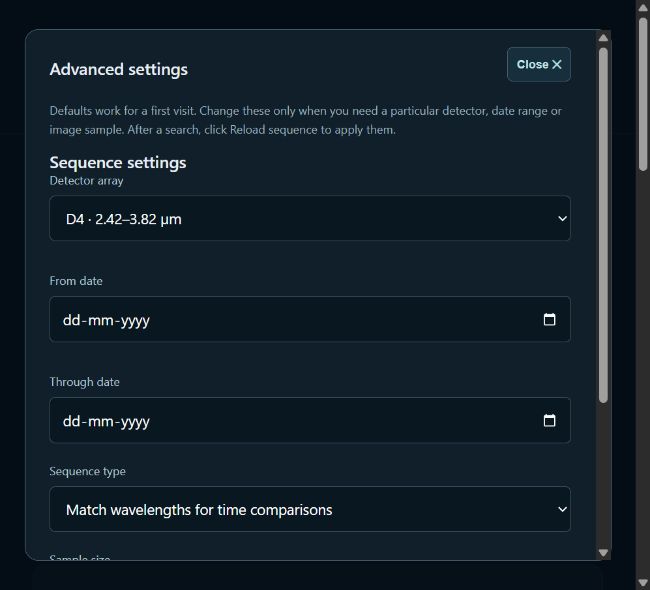 Advanced settings
Close ✕
Defaults work for a first visit. Change these only when you need a particular detector, date range or
image sample. After a search, click Reload sequence to apply them.
Sequence settings
Detector array
D4 · 2.42–3.82 µm
From date
dd-mm-yyyy
Through date
dd-mm-yyyy
Sequence type
Match wavelengths for time comparisons
Sample size